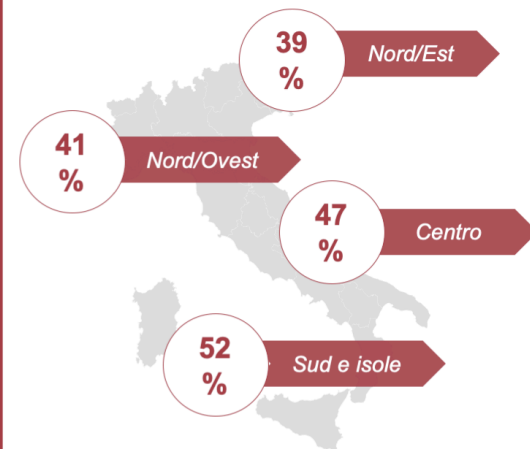 39
%
Nord/Est
41
%
Nord/Ovest
47
%
Centro
52
%
Sud e isole